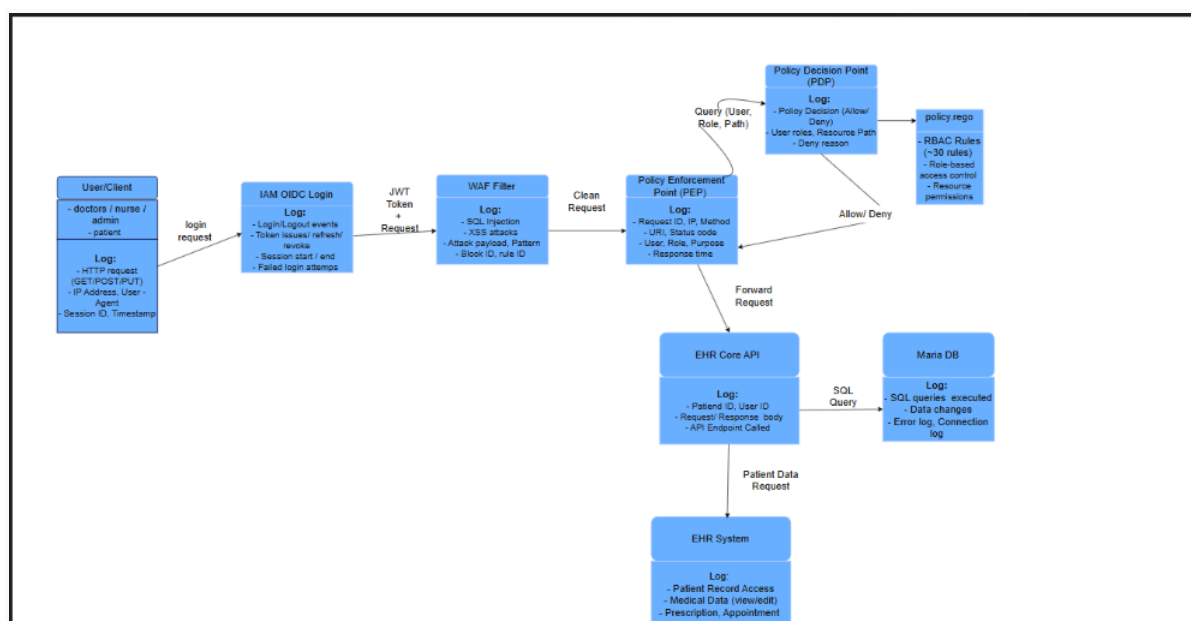 Policy Decision Point
(PDP)
Log:
- Policy Decision (Allow/
Deny)
- User roles, Resource Path
- Deny reason
policy.rego
- RBAC Rules
(~30 rules)
- Role-based
access control
- Resource
permissions
Query (User,
Role, Path)
Allow/ Deny
User/Client
- doctors / nurse /
admin
- patient
Log:
- HTTP request
(GET/POST/PUT)
- IP Address, User -
Agent
- Session ID, Timestamp
login
request
IAM OIDC Login
Log:
- Login/Logout events
- Token issues/ refresh/
revoke
- Session start / end
- Failed login attemps
JWT
Token
+
Request
WAF Filter
Log:
- SQL Injection
- XSS attacks
- Attack payload, Pattern
- Block ID, rule ID
Clean
Request
Policy Enforcement
Point (PEP)
Log:
- Request ID, IP, Method
- URI, Status code
- User, Role, Purpose
- Response time
Forward
Request
EHR Core API
Log:
- Patiend ID, User ID
- Request/ Response body
- API Endpoint Called
SQL
Query
Maria DB
Log:
- SQL queries executed
- Data changes
- Error log, Connection
log
Patient Data
Request
EHR System
Log:
- Patient Record Access
- Medical Data (view/edit)
- Prescription, Appointment